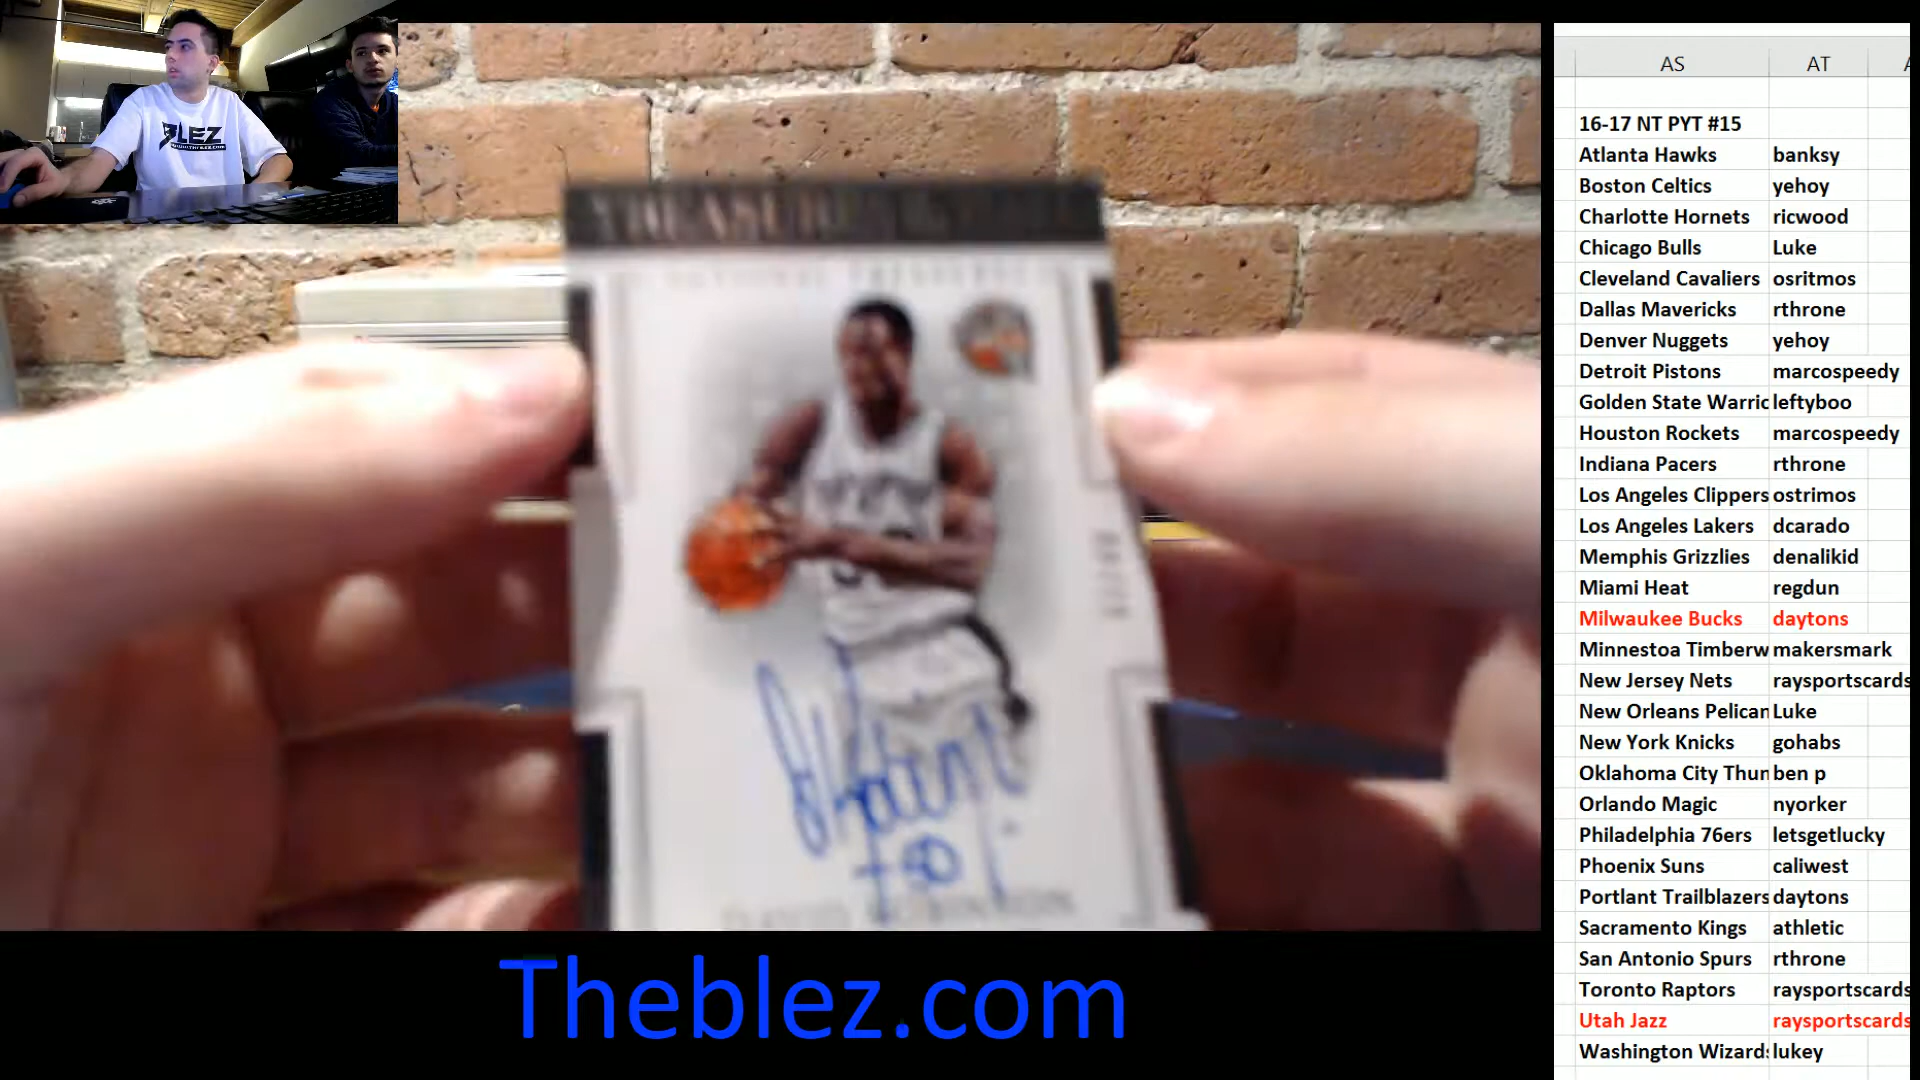 BLEZ
NATIONAL TREASURES
DAVID ROBINSON
50
Theblez.com
AS AT
16-17 NT PYT #15
Atlanta Hawks banksy
Boston Celtics yehoy
Charlotte Hornets ricwood
Chicago Bulls Luke
Cleveland Cavaliers osritmos
Dallas Mavericks rthrone
Denver Nuggets yehoy
Detroit Pistons marcospeedy
Golden State Warric leftyboo
Houston Rockets marcospeedy
Indiana Pacers rthrone
Los Angeles Clippers ostrimos
Los Angeles Lakers dcarado
Memphis Grizzlies denalikid
Miami Heat regdun
Milwaukee Bucks daytons
Minnestoa Timberw makersmark
New Jersey Nets raysportscards
New Orleans Pelican Luke
New York Knicks gohabs
Oklahoma City Thun ben p
Orlando Magic nyorker
Philadelphia 76ers letsgetlucky
Phoenix Suns caliwest
Portlant Trailblazers daytons
Sacramento Kings athletic
San Antonio Spurs rthrone
Toronto Raptors raysportscards
Utah Jazz raysportscards
Washington Wizards lukey